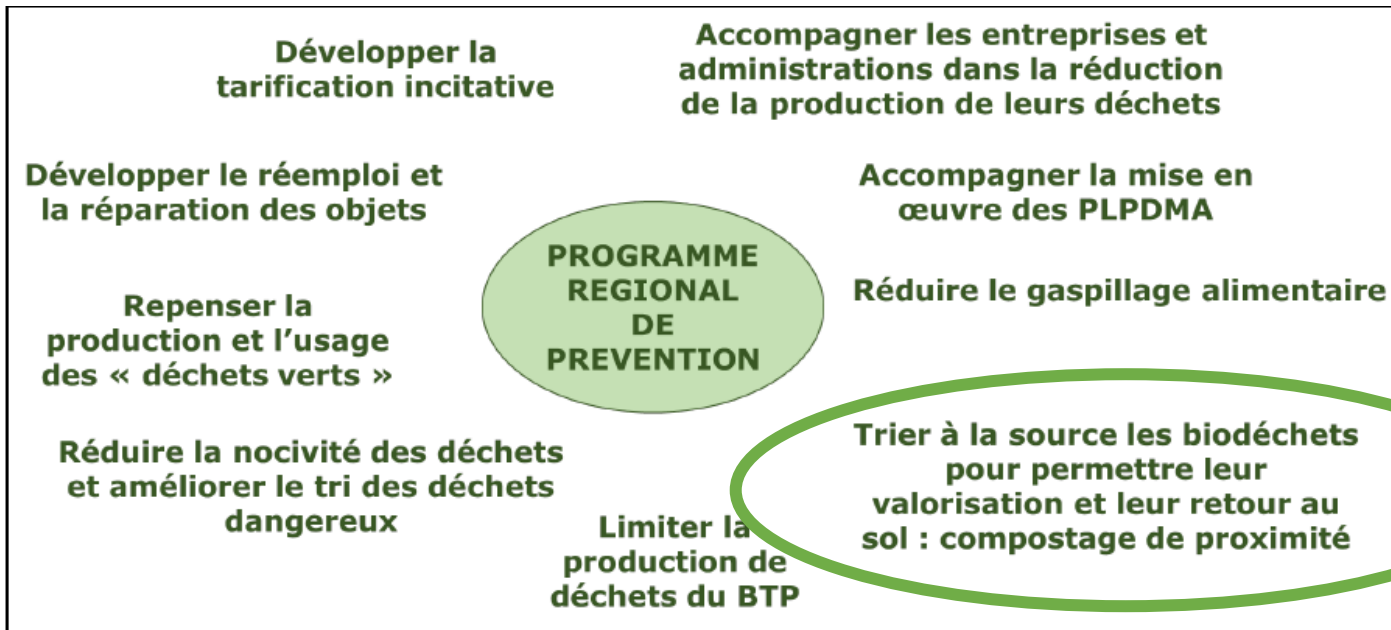 Développer la
tarification incitative
Accompagner les entreprises et
administrations dans la réduction
de la production de leurs déchets
Développer le réemploi et
la réparation des objets
Accompagner la mise en
œuvre des PLPDMA
PROGRAMME
REGIONAL
DE
PREVENTION
Réduire le gaspillage alimentaire
Repenser la
production et l'usage
des « déchets verts »
Trier à la source les biodéchets
pour permettre leur
valorisation et leur retour au
sol : compostage de proximité
Réduire la nocivité des déchets
et améliorer le tri des déchets
dangereux
Limiter la
production de
déchets du BTP